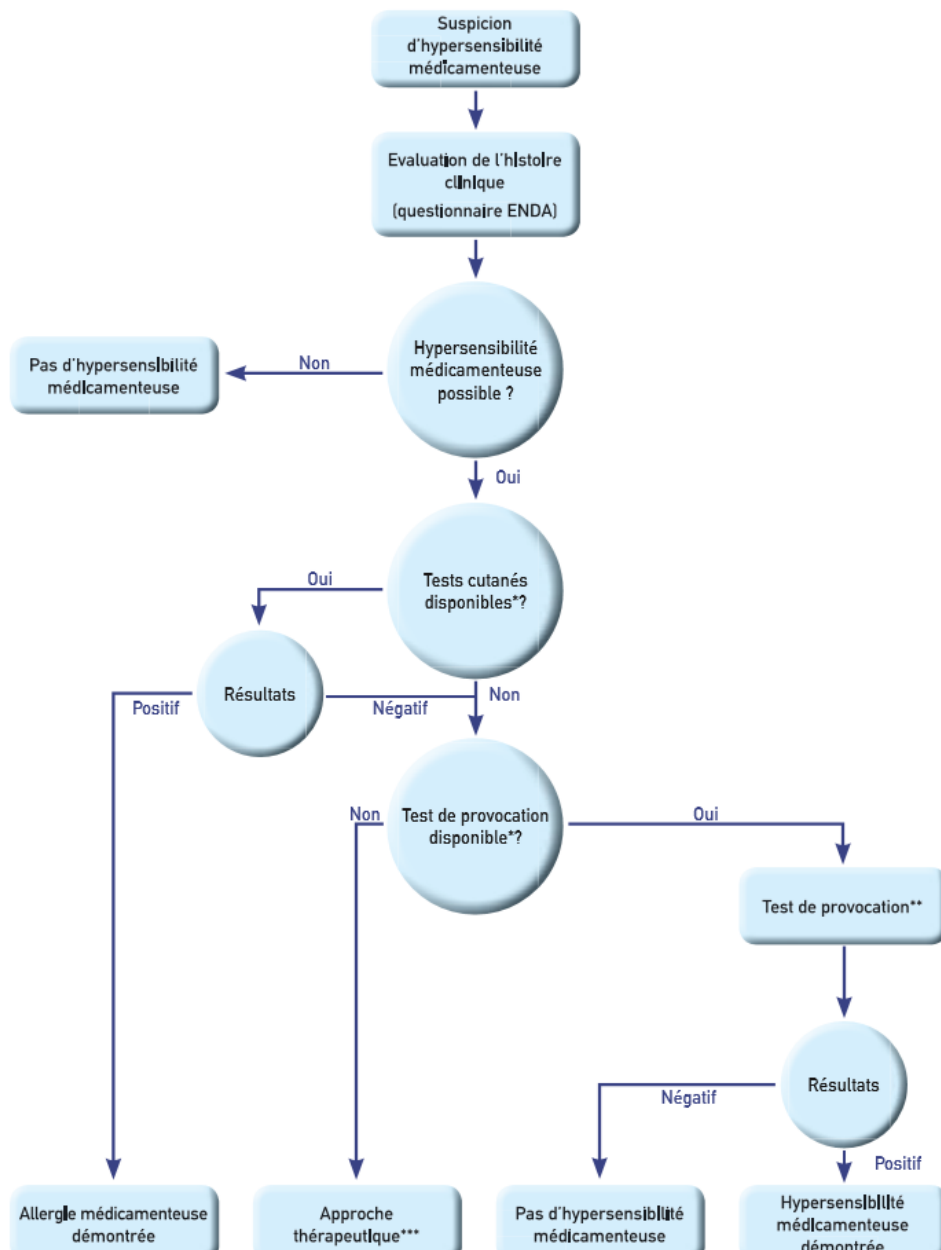 Suspicion
d'hypersensibilité
médicamenteuse
Evaluation de l'histoire
clinique
(questionnaire ENDA)
Hypersensibilité
médicamenteuse
possible ?
Non
Pas d'hypersensibilité
médicamenteuse
Oui
Tests cutanés
disponibles*?
Oui
Résultats
Positif
Négatif
Non
Test de provocation
disponible*?
Non
Oui
Test de provocation**
Résultats
Négatif
Positif
Allergie médicamenteuse
démontrée
Approche
thérapeutique***
Pas d'hypersensibilité
médicamenteuse
Hypersensibilité
médicamenteuse
démontrée